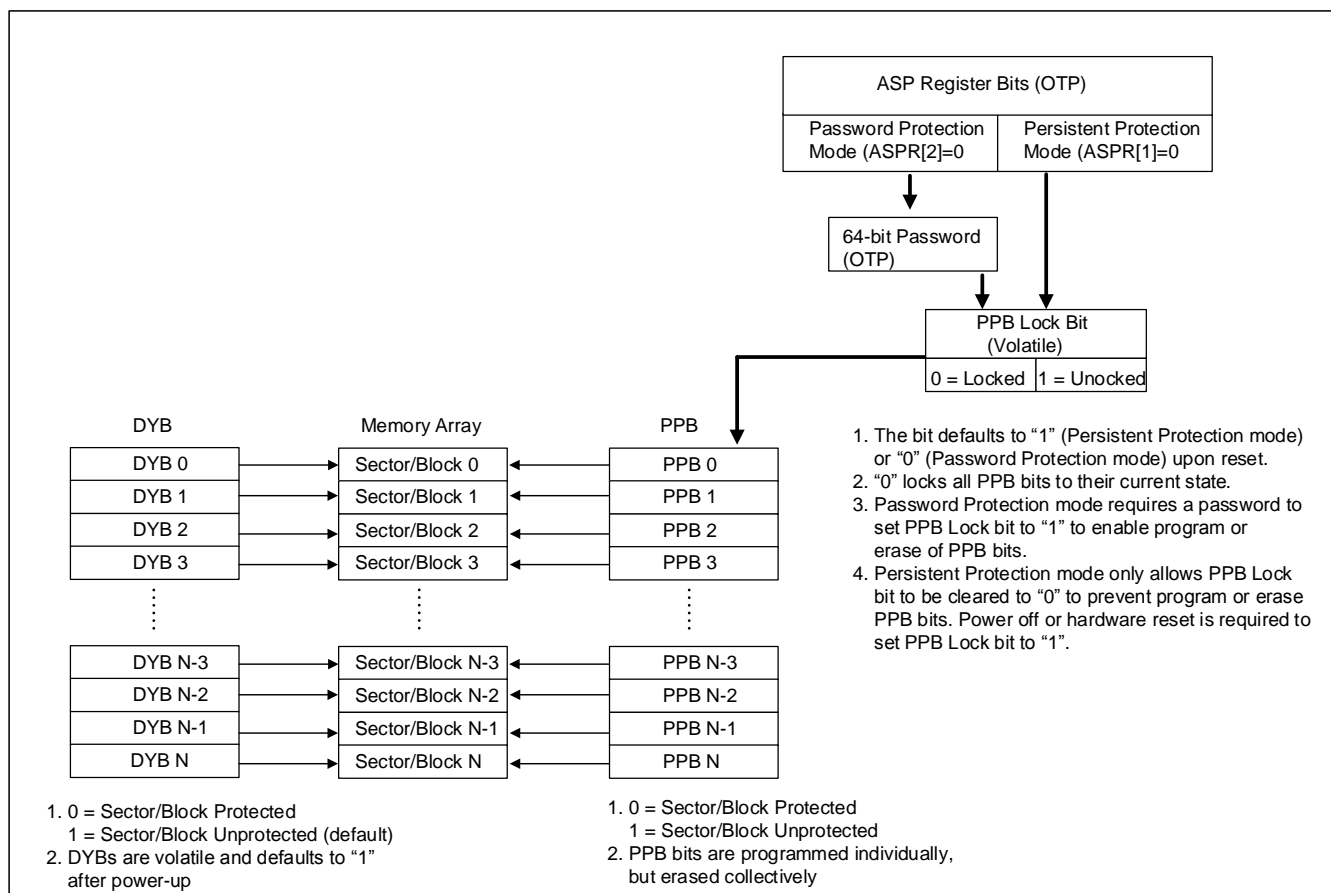 ASP Register Bits (OTP)
Password Protection
Mode (ASPR[2]=0
Persistent Protection
Mode (ASPR[1]=0
64-bit Password
(OTP)
PPB Lock Bit
(Volatile)
0 = Locked
1 = Unocked
1. The bit defaults to “1” (Persistent Protection mode)
or “0” (Password Protection mode) upon reset.
2. “0” locks all PPB bits to their current state.
3. Password Protection mode requires a password to
set PPB Lock bit to “1” to enable program or
erase of PPB bits.
4. Persistent Protection mode only allows PPB Lock
bit to be cleared to “0” to prevent program or erase
PPB bits. Power off or hardware reset is required to
set PPB Lock bit to “1”.
DYB
Memory Array
PPB
DYB 0
Sector/Block 0
PPB 0
DYB 1
Sector/Block 1
PPB 1
DYB 2
Sector/Block 2
PPB 2
DYB 3
Sector/Block 3
PPB 3
DYB N-3
Sector/Block N-3
PPB N-3
DYB N-2
Sector/Block N-2
PPB N-2
DYB N-1
Sector/Block N-1
PPB N-1
DYB N
Sector/Block N
PPB N
1. 0 = Sector/Block Protected
1 = Sector/Block Unprotected (default)
2. DYBs are volatile and defaults to “1”
after power-up
1. 0 = Sector/Block Protected
1 = Sector/Block Unprotected
2. PPB bits are programmed individually,
but erased collectively